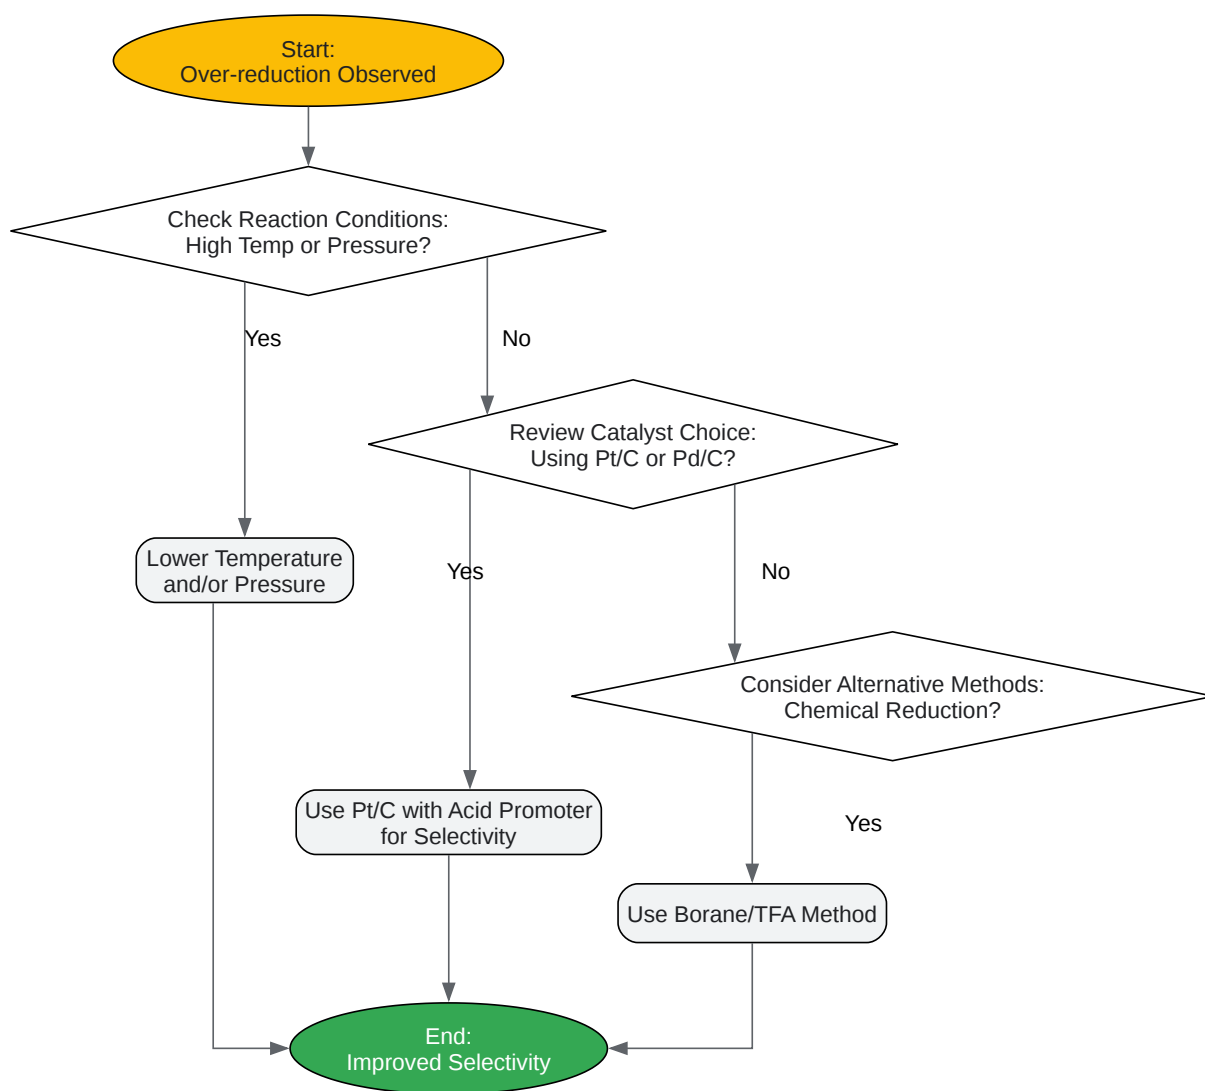 Start:
Over-reduction Observed
Check Reaction Conditions:
High Temp or Pressure?
Yes
No
Review Catalyst Choice:
Using Pt/C or Pd/C?
Lower Temperature
and/or Pressure
Yes
No
Consider Alternative Methods:
Chemical Reduction?
Use Pt/C with Acid Promoter
for Selectivity
Yes
Use Borane/TFA Method
End:
Improved Selectivity